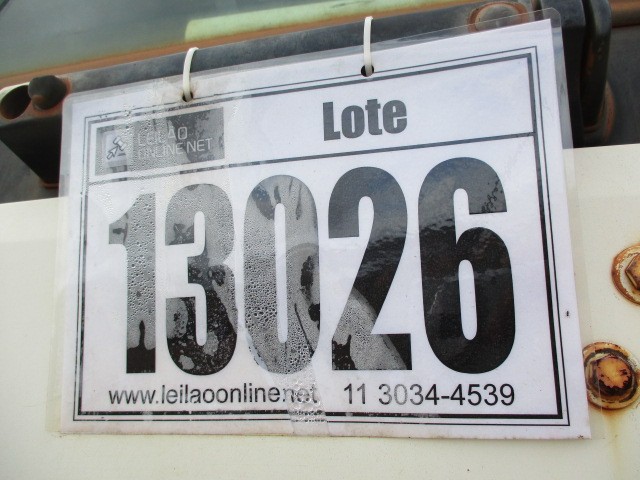 LEILÃO
ONLINE.NET
Lote
13026
www.leilaoonline.net 11 3034-4539